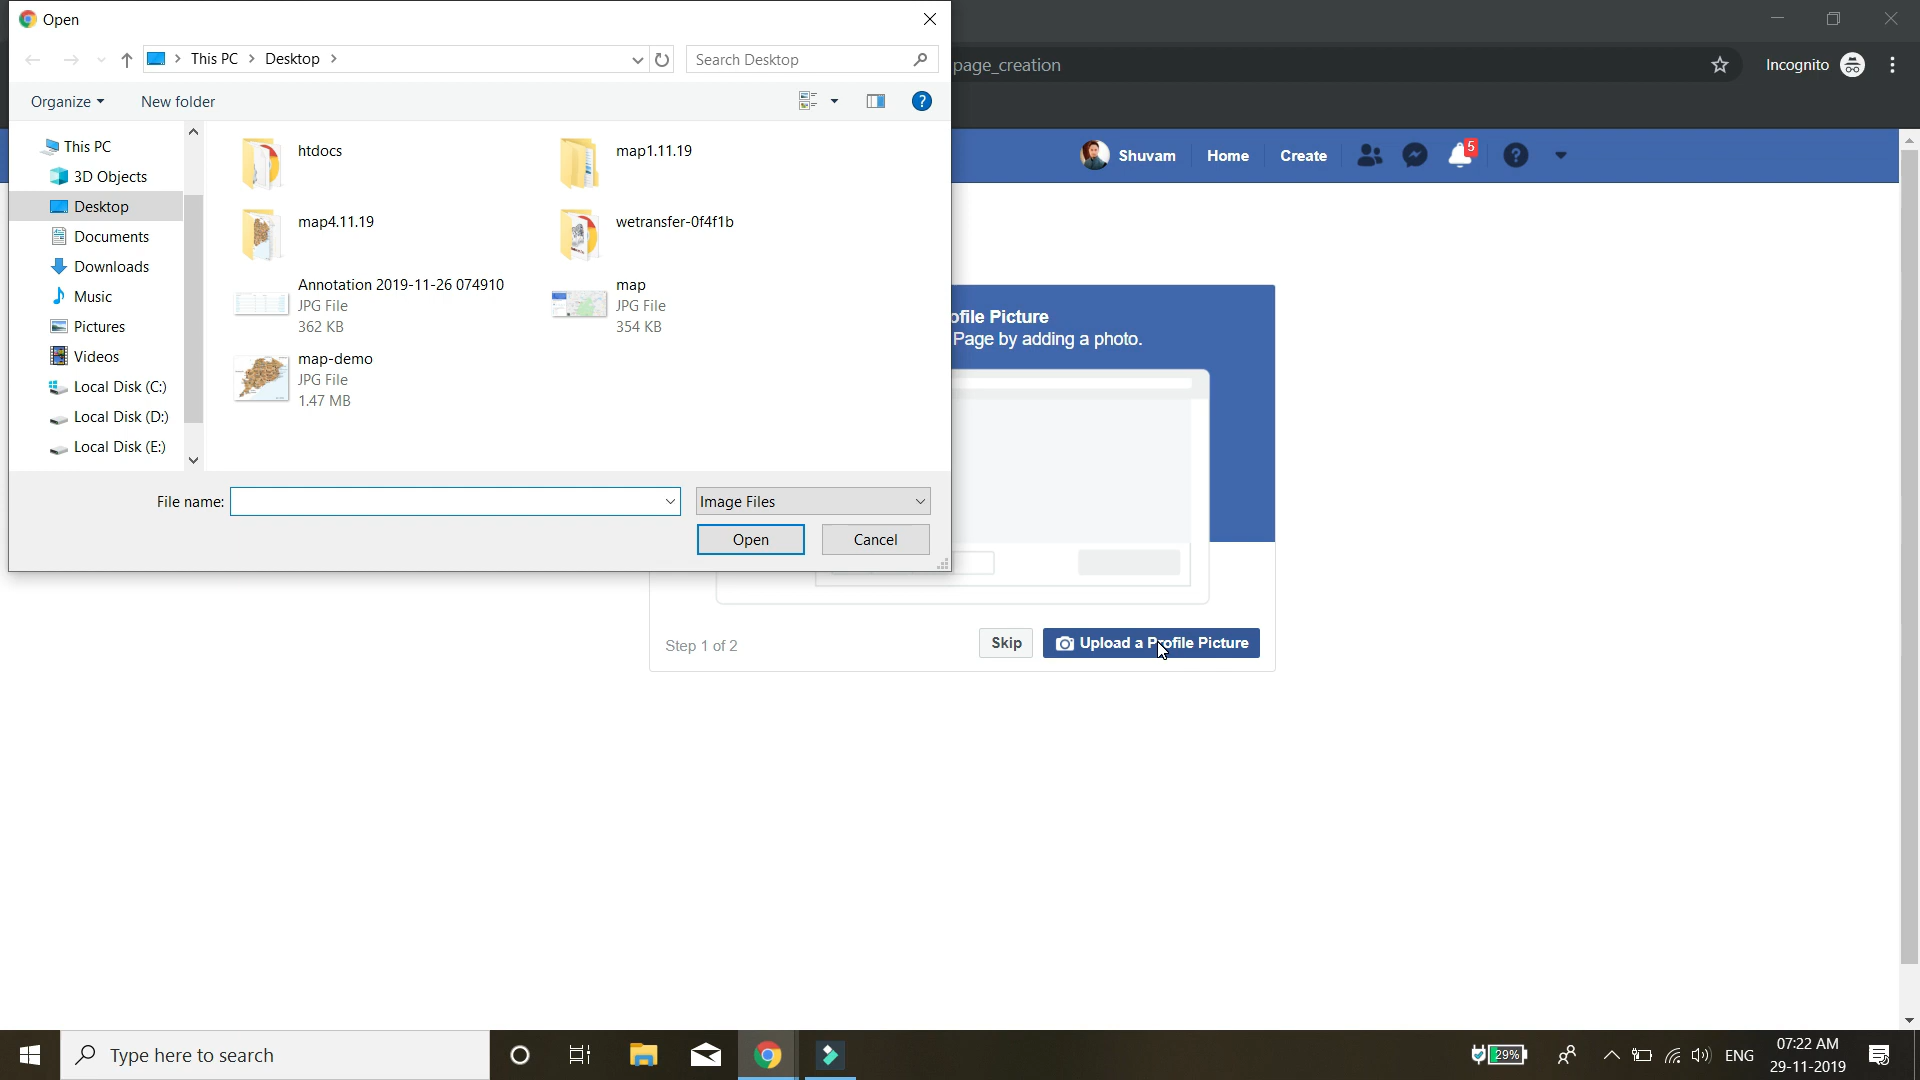 Open
This PC
Desktop
Search Desktop
page_creation
Incognito
Organize
New folder
?
This PC
3D Objects
Desktop
Documents
Downloads
Music
Pictures
Videos
Local Disk (C:)
Local Disk (D:)
Local Disk (E:)
htdocs
map1.11.19
map4.11.19
wetransfer-0f4f1b
Annotation 2019-11-26 074910
JPG File
362 KB
map
JPG File
354 KB
map-demo
JPG File
1.47 MB
File name:
Image Files
Open
Cancel
Shuvam
Home
Create
5
?
ofile Picture
Page by adding a photo.
Step 1 of 2
Skip
Upload a Profile Picture
Type here to search
29%
ENG
07:22 AM
29-11-2019